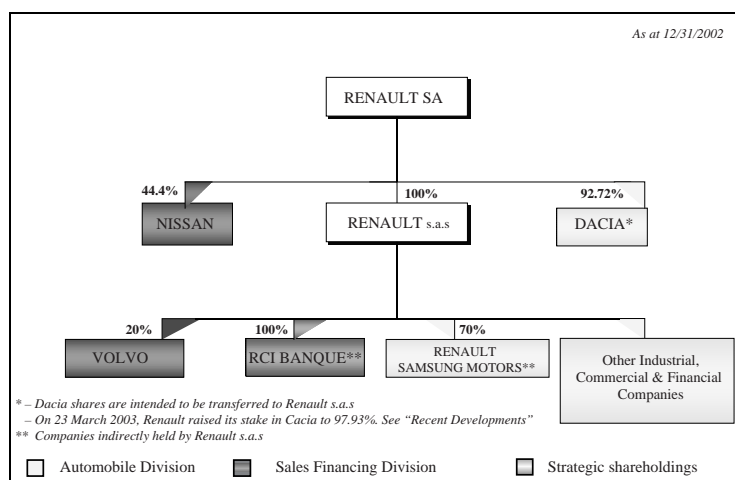 As at 12/31/2002
RENAULT SA
44.4%
100%
92.72%
NISSAN
RENAULT s.a.s
DACIA*
20%
100%
70%
VOLVO
RCI BANQUE**
RENAULT
SAMSUNG MOTORS**
Other Industrial,
Commercial & Financial
Companies
* – Dacia shares are intended to be transferred to Renault s.a.s
– On 23 March 2003, Renault raised its stake in Cacia to 97.93%. See “Recent Developments”
** Companies indirectly held by Renault s.a.s
Automobile Division
Sales Financing Division
Strategic shareholdings